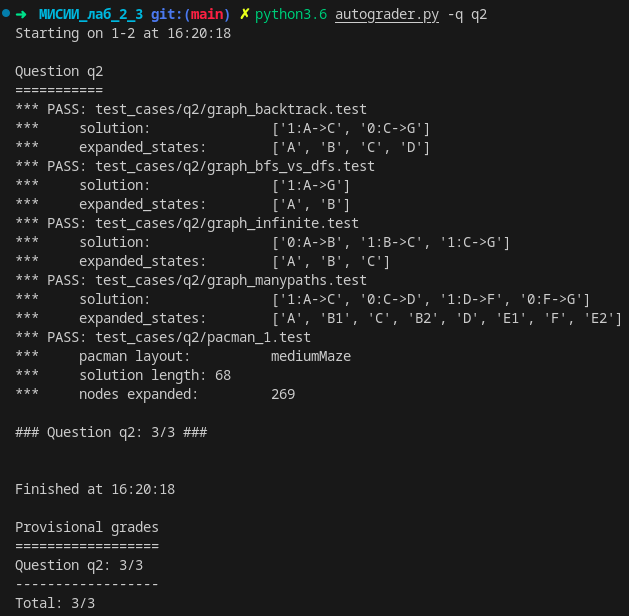 ➜  МИСИИ_лаб_2_3 git:(main) ✗ python3.6 autograder.py -q q2
Starting on 1-2 at 16:20:18

Question q2
===========
*** PASS: test_cases/q2/graph_backtrack.test
***     solution:               ['1:A->C', '0:C->G']
***     expanded_states:        ['A', 'B', 'C', 'D']
*** PASS: test_cases/q2/graph_bfs_vs_dfs.test
***     solution:               ['1:A->G']
***     expanded_states:        ['A', 'B']
*** PASS: test_cases/q2/graph_infinite.test
***     solution:               ['0:A->B', '1:B->C', '1:C->G']
***     expanded_states:        ['A', 'B', 'C']
*** PASS: test_cases/q2/graph_manypaths.test
***     solution:               ['1:A->C', '0:C->D', '1:D->F', '0:F->G']
***     expanded_states:        ['A', 'B1', 'C', 'B2', 'D', 'E1', 'F', 'E2']
*** PASS: test_cases/q2/pacman_1.test
***     pacman layout:          mediumMaze
***     solution length: 68
***     nodes expanded:         269

### Question q2: 3/3 ###


Finished at 16:20:18

Provisional grades
==================
Question q2: 3/3
------------------
Total: 3/3